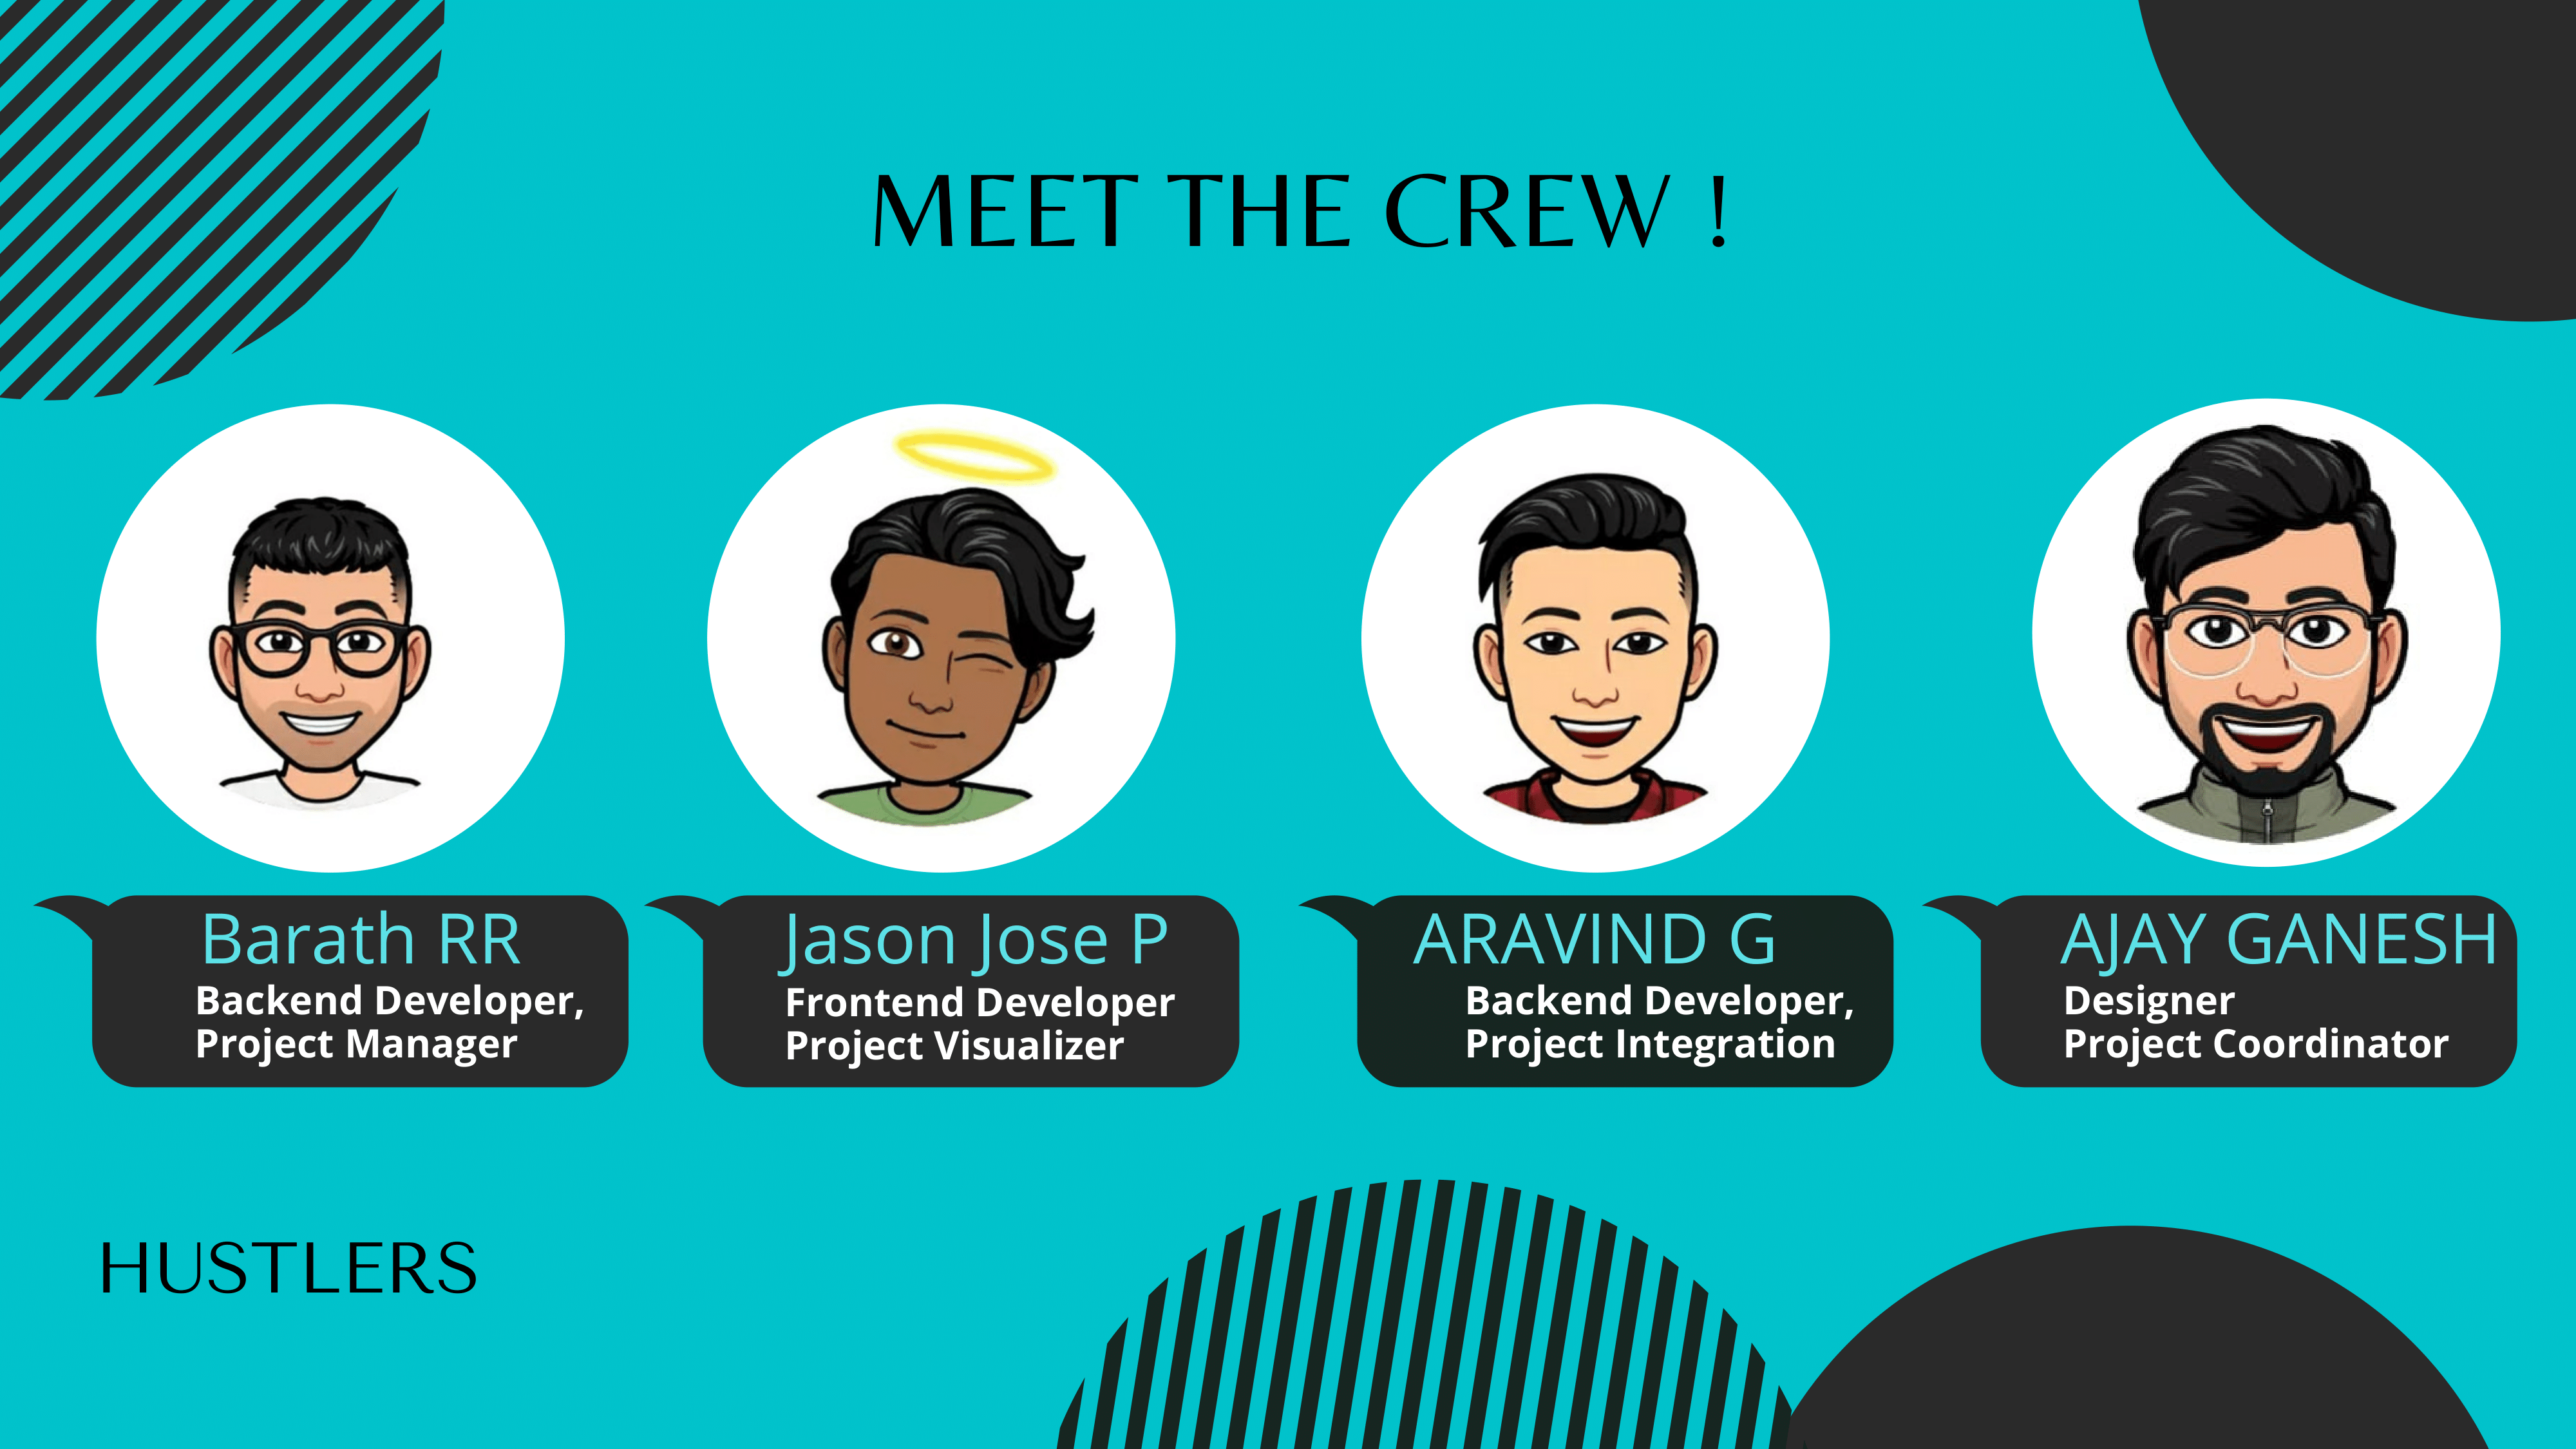 MEET THE CREW !
Barath RR
Backend Developer,
Project Manager
Jason Jose P
Frontend Developer
Project Visualizer
ARAVIND G
Backend Developer,
Project Integration
AJAY GANESH
Designer
Project Coordinator
HUSTLERS